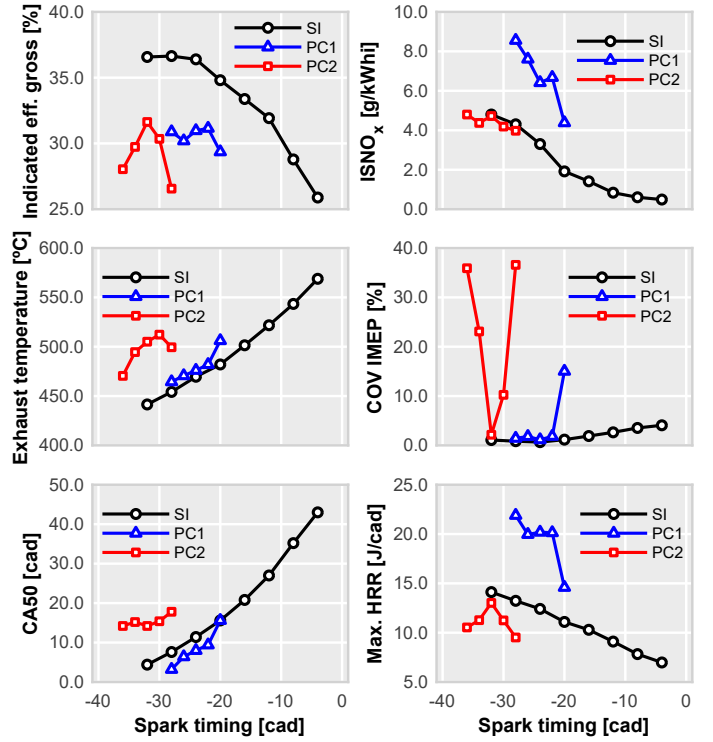 Indicated eff. gross [%]
40.0
35.0
30.0
25.0
SI
PC1
PC2
ISNOx [g/kWhi]
10.0
8.0
6.0
4.0
2.0
0.0
SI
PC1
PC2
Exhaust temperature [ºC]
600.0
550.0
500.0
450.0
400.0
SI
PC1
PC2
COV IMEP [%]
40.0
30.0
20.0
10.0
0.0
SI
PC1
PC2
CA50 [cad]
50.0
40.0
30.0
20.0
10.0
0.0
SI
PC1
PC2
-40 -30 -20 -10 0
Spark timing [cad]
Max. HRR [J/cad]
25.0
20.0
15.0
10.0
5.0
SI
PC1
PC2
-40 -30 -20 -10 0
Spark timing [cad]